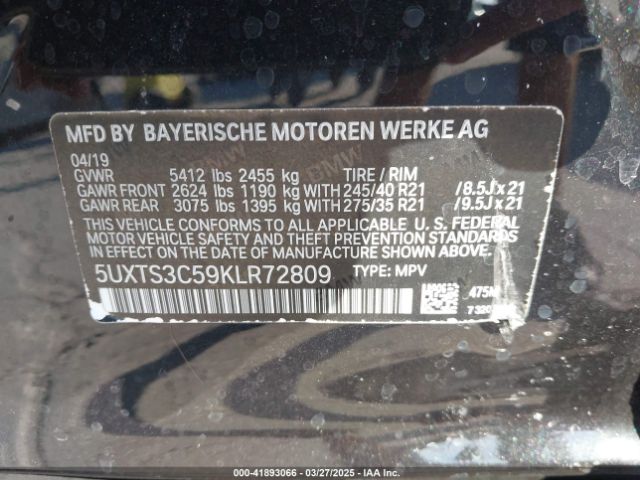 MFD BY BAYERISCHE MOTOREN WERKE AG
04/19
GVWR 5412 lbs 2455 kg TIRE / RIM
GAWR FRONT 2624 lbs 1190 kg WITH 245/40 R21 /8.5J x 21
GAWR REAR 3075 lbs 1395 kg WITH 275/35 R21 /9.5J x 21
THIS VEHICLE CONFORMS TO ALL APPLICABLE U. S. FEDERAL
MOTOR VEHICLE SAFETY AND THEFT PREVENTION STANDARDS
IN EFFECT ON THE DATE OF MANUFACTURE SHOWN ABOVE.
5UXTS3C59KLR72809 TYPE: MPV
475
000-41893066 | 03/27/2025 | IAA Inc.